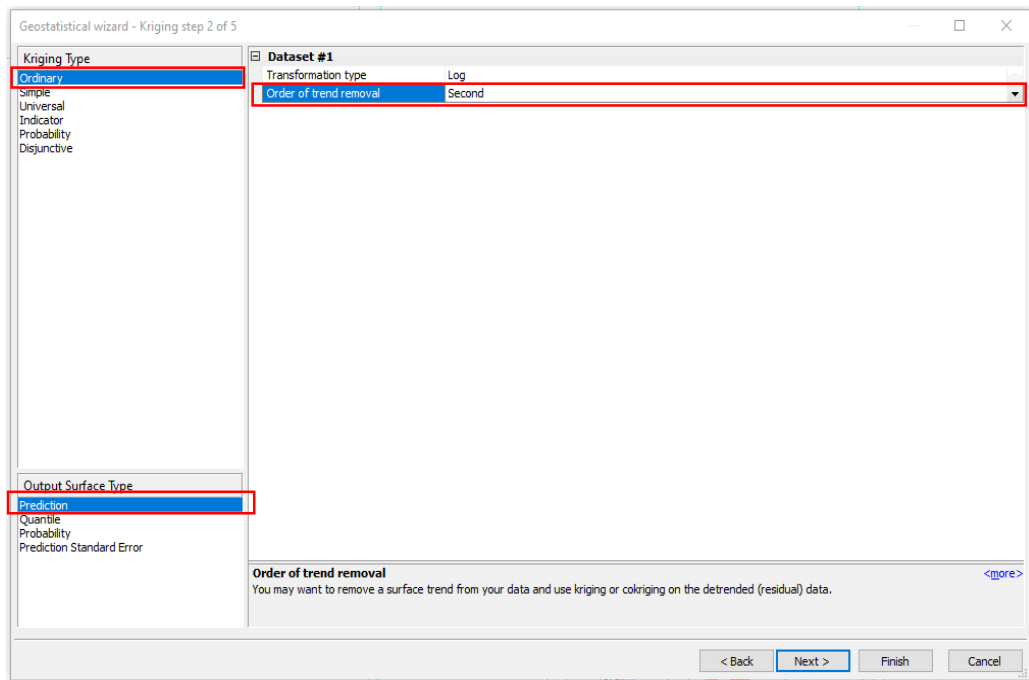 Geostatistical wizard - Kriging step 2 of 5
Kriging Type
Ordinary
Simple
Universal
Indicator
Probability
Disjunctive
Dataset #1
Transformation type Log
Order of trend removal Second
Output Surface Type
Prediction
Quantile
Probability
Prediction Standard Error
Order of trend removal <more>
You may want to remove a surface trend from your data and use kriging or cokriging on the detrended (residual) data.
< Back Next > Finish Cancel